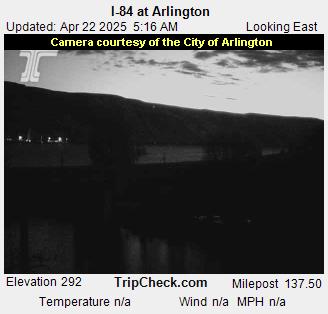 I-84 at Arlington
Updated: Apr 22 2025 5:16 AM Looking East
Camera courtesy of the City of Arlington
Elevation 292 TripCheck.com Milepost 137.50
Temperature n/a Wind n/a MPH n/a